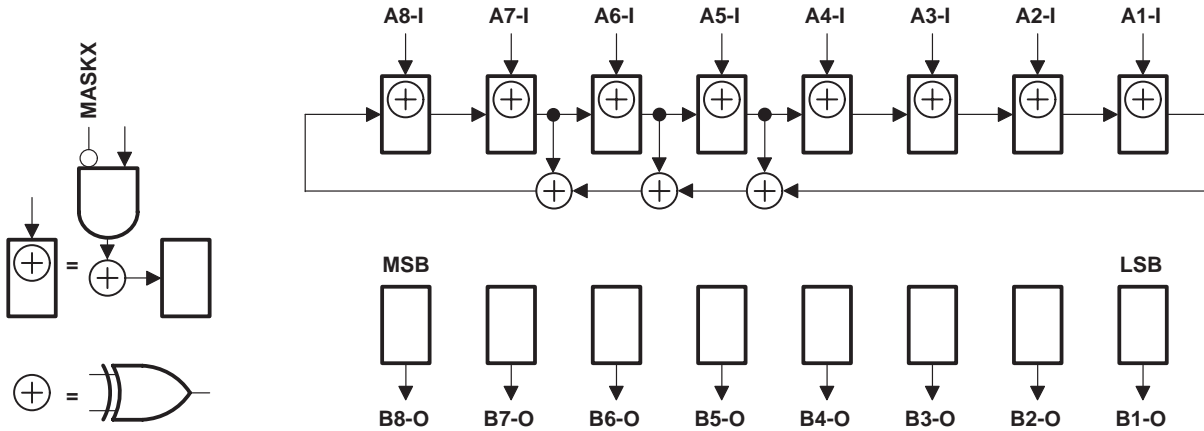 A8-I A7-I A6-I A5-I A4-I A3-I A2-I A1-I
MASKX
=
MSB LSB
=
B8-O B7-O B6-O B5-O B4-O B3-O B2-O B1-O